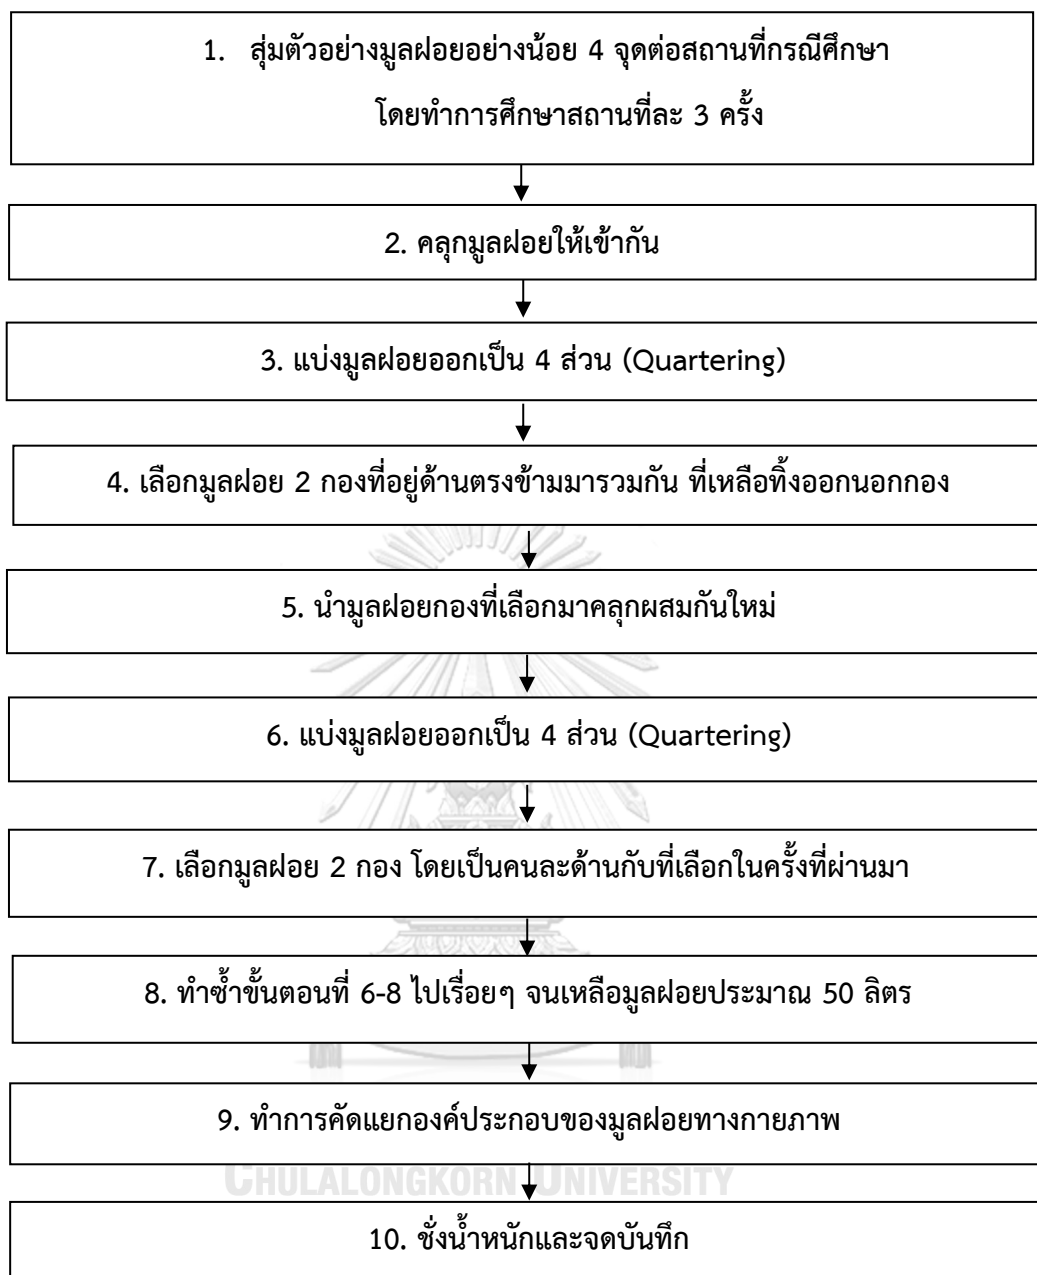 1. สุ่มตัวอย่างมูลฝอยอย่างน้อย 4 จุดต่อสถานที่กรณีศึกษา
โดยทำการศึกษาสถานที่ละ 3 ครั้ง
2. คลุกมูลฝอยให้เข้ากัน
3. แบ่งมูลฝอยออกเป็น 4 ส่วน (Quartering)
4. เลือกมูลฝอย 2 กองที่อยู่ด้านตรงข้ามมารวมกัน ที่เหลือทิ้งออกนอกกอง
5. นำมูลฝอยกองที่เลือกมาคลุกผสมกันใหม่
6. แบ่งมูลฝอยออกเป็น 4 ส่วน (Quartering)
7. เลือกมูลฝอย 2 กอง โดยเป็นคนละด้านกับที่เลือกในครั้งที่ผ่านมา
8. ทำซ้ำขั้นตอนที่ 6-8 ไปเรื่อยๆ จนเหลือมูลฝอยประมาณ 50 ลิตร
9. ทำการคัดแยกองค์ประกอบของมูลฝอยทางกายภาพ
CHULALONGKORN UNIVERSITY
10. ชั่งน้ำหนักและจดบันทึก